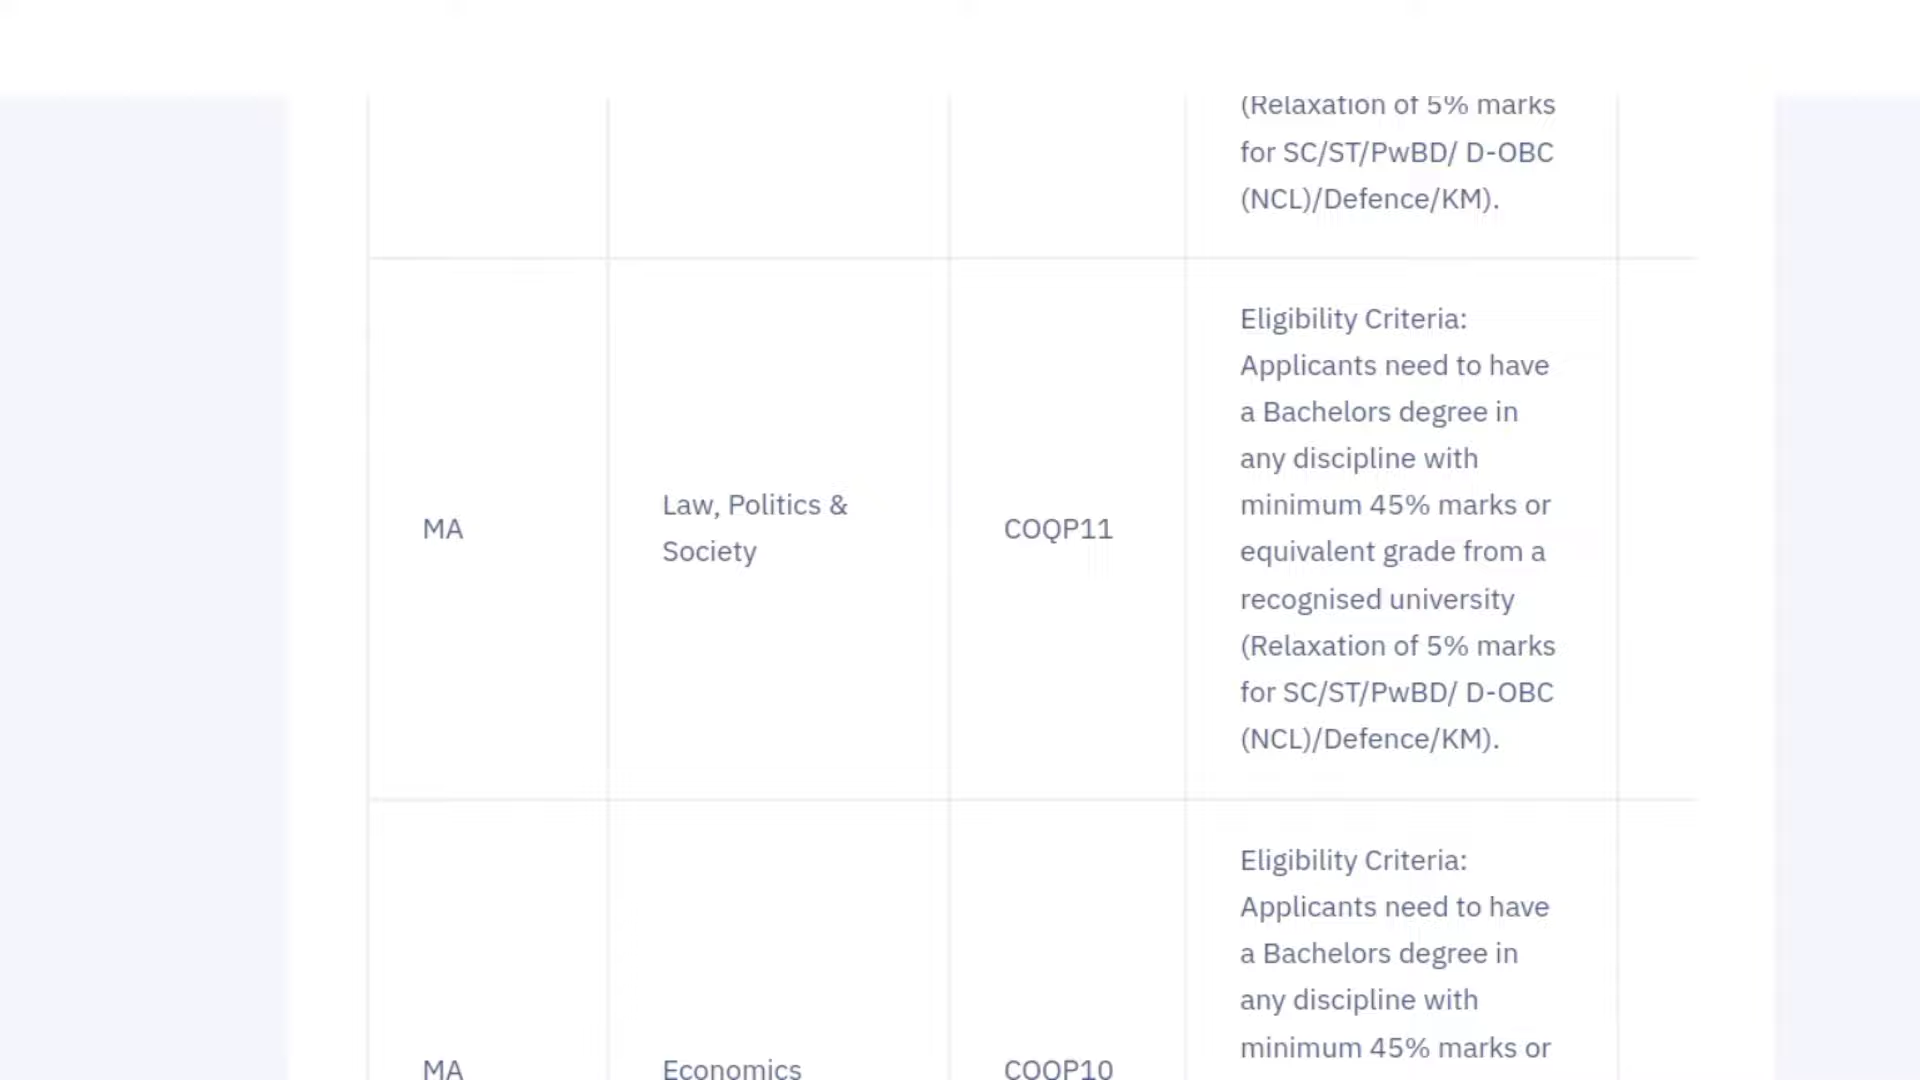 (Relaxation of 5% marks
for SC/ST/PwBD/ D-OBC
(NCL)/Defence/KM).
MA
Law, Politics &
Society
COQP11
Eligibility Criteria:
Applicants need to have
a Bachelors degree in
any discipline with
minimum 45% marks or
equivalent grade from a
recognised university
(Relaxation of 5% marks
for SC/ST/PwBD/ D-OBC
(NCL)/Defence/KM).
MA
Economics
COQP10
Eligibility Criteria:
Applicants need to have
a Bachelors degree in
any discipline with
minimum 45% marks or